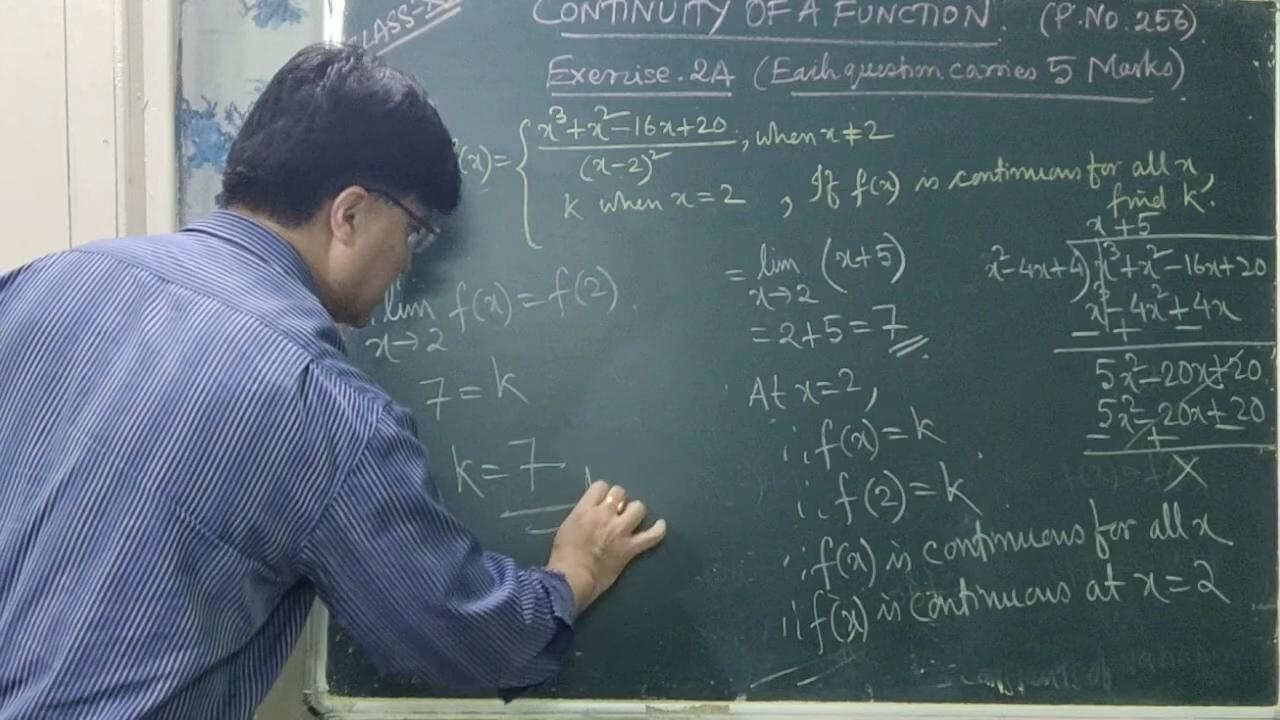 CLASS-X
CONTINUITY OF A FUNCTION. (P.No.256)
Exercise.2A (Each question carries 5 Marks)
(x)= { x³+x²-16x+20 / (x-2)² , when x≠2
k when x=2 , If f(x) is continuous for all x,
find k.
lim x→2 f(x)=f(2).
7=k
k=7
= lim x→2 (x+5)
=2+5=7
At x=2,
∴ f(x)=k
∴ f(2)=k
∴ f(x) is continuous for all x
∴ f(x) is continuous at x=2
x+5
x²-4x+4) x³+x²-16x+20
x³-4x²+4x
- + -
5x²-20x+20
5x²-20x+20
- + -
X